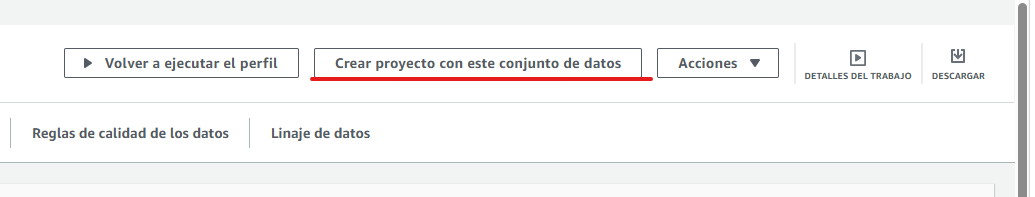 Volver a ejecutar el perfil
Crear proyecto con este conjunto de datos
Acciones
DETALLES DEL TRABAJO
DESCARGAR
Reglas de calidad de los datos
Linaje de datos